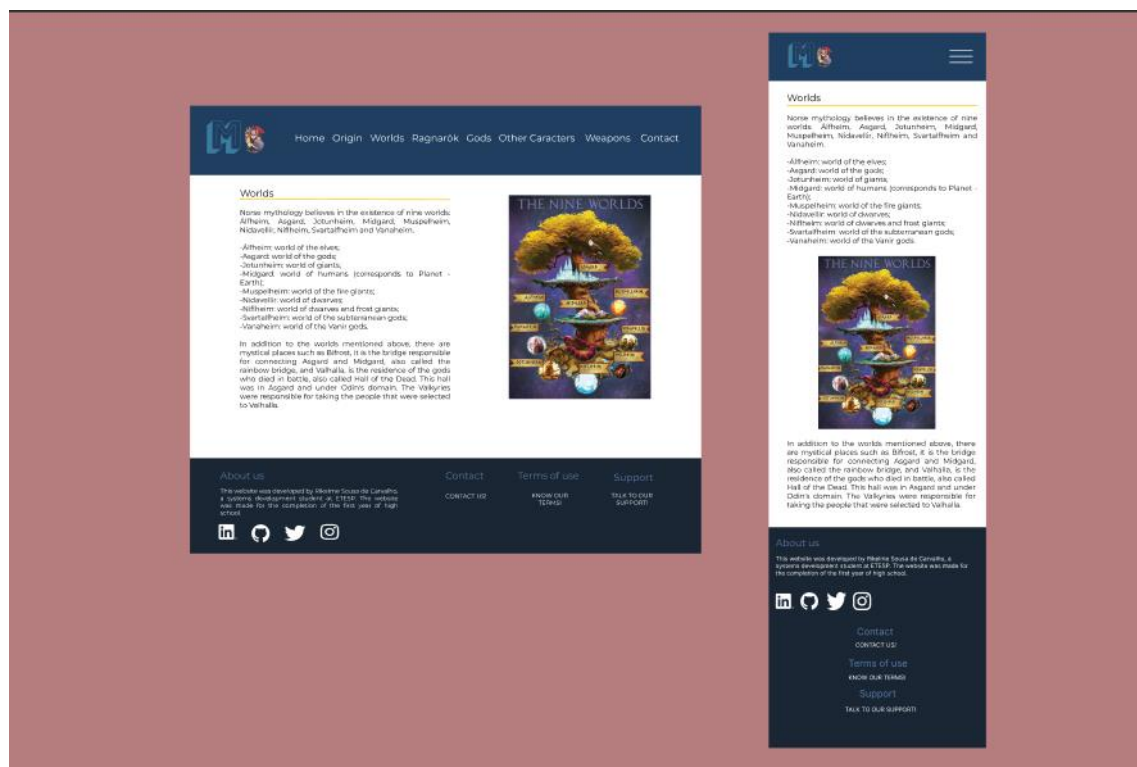 Home Origin Worlds Ragnarök Gods Other Caracters Weapons Contact
Worlds
Norse mythology believes in the existence of nine worlds:
Álfheim, Asgard, Jotunheim, Midgard, Muspelheim,
Nidavellir, Niflheim, Svartalfheim and Vanaheim.
-Álfheim: world of the elves;
-Asgard: world of the gods;
-Jotunheim: world of giants;
-Midgard: world of humans (corresponds to Planet -
Earth);
-Muspelheim: world of the fire giants;
-Nidavellir: world of dwarves;
-Niflheim: world of dwarves and frost giants;
-Svartalfheim: world of the subterranean gods;
-Vanaheim: world of the Vanir gods.
In addition to the worlds mentioned above, there are
mystical places such as Bifrost, it is the bridge responsible
for connecting Asgard and Midgard, also called the
rainbow bridge, and Valhalla, is the residence of the gods
who died in battle, also called Hall of the Dead. This hall
was in Asgard and under Odin's domain. The Valkyries
were responsible for taking the people that were selected
to Valhalla.
THE NINE WORLDS
About us
This website was developed by Rikelme Sousa de Carvalho,
a systems development student at ETESP. The website
was made for the completion of the first year of high
school.
Contact
CONTACT US!
Terms of use
KNOW OUR
TERMS!
Support
TALK TO OUR
SUPPORT!
in
Worlds
Norse mythology believes in the existence of nine
worlds: Álfheim, Asgard, Jotunheim, Midgard,
Muspelheim, Nidavellir, Niflheim, Svartalfheim and
Vanaheim.
-Álfheim: world of the elves;
-Asgard: world of the gods;
-Jotunheim: world of giants;
-Midgard: world of humans (corresponds to Planet -
Earth);
-Muspelheim: world of the fire giants;
-Nidavellir: world of dwarves;
-Niflheim: world of dwarves and frost giants;
-Svartalfheim: world of the subterranean gods;
-Vanaheim: world of the Vanir gods.
THE NINE WORLDS
In addition to the worlds mentioned above, there
are mystical places such as Bifrost, it is the bridge
responsible for connecting Asgard and Midgard,
also called the rainbow bridge, and Valhalla, is the
residence of the gods who died in battle, also called
Hall of the Dead. This hall was in Asgard and under
Odin's domain. The Valkyries were responsible for
taking the people that were selected to Valhalla.
About us
This website was developed by Rikelme Sousa de Carvalho, a
systems development student at ETESP. The website was made for
the completion of the first year of high school.
in
Contact
CONTACT US!
Terms of use
KNOW OUR TERMS!
Support
TALK TO OUR SUPPORT!